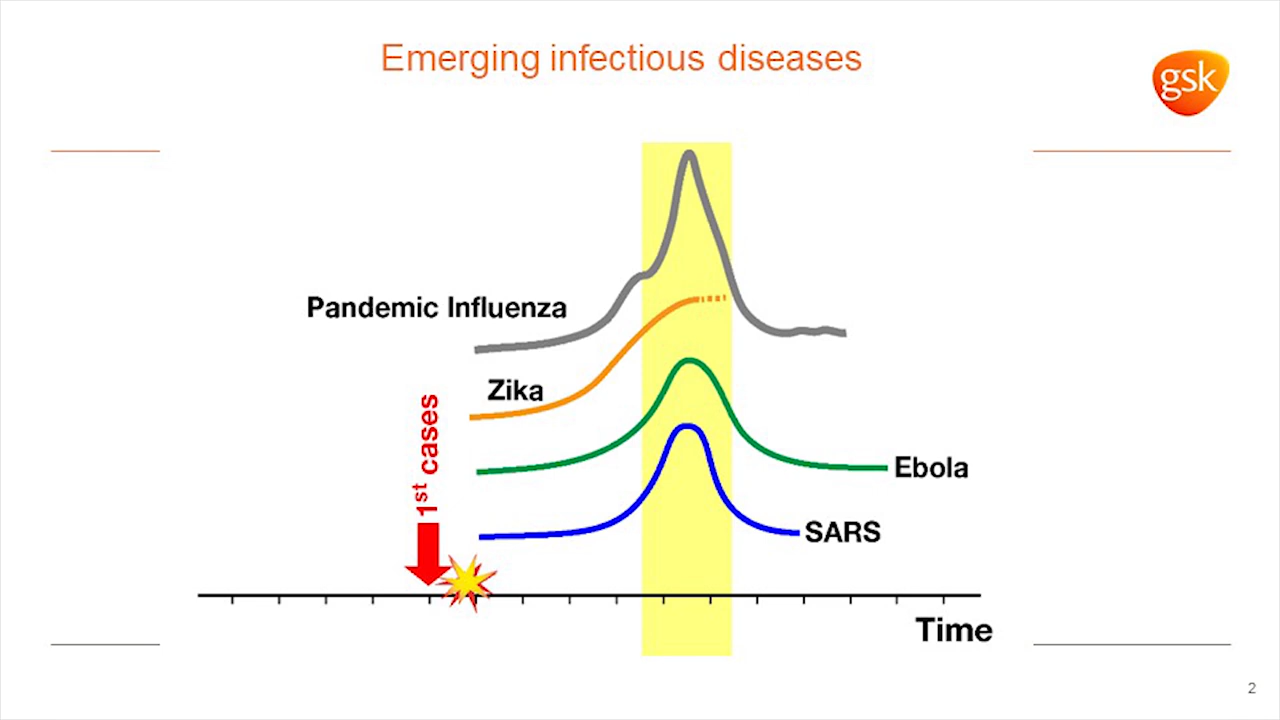 Emerging infectious diseases
gsk
Pandemic Influenza
Zika
1st cases
Ebola
SARS
Time
2